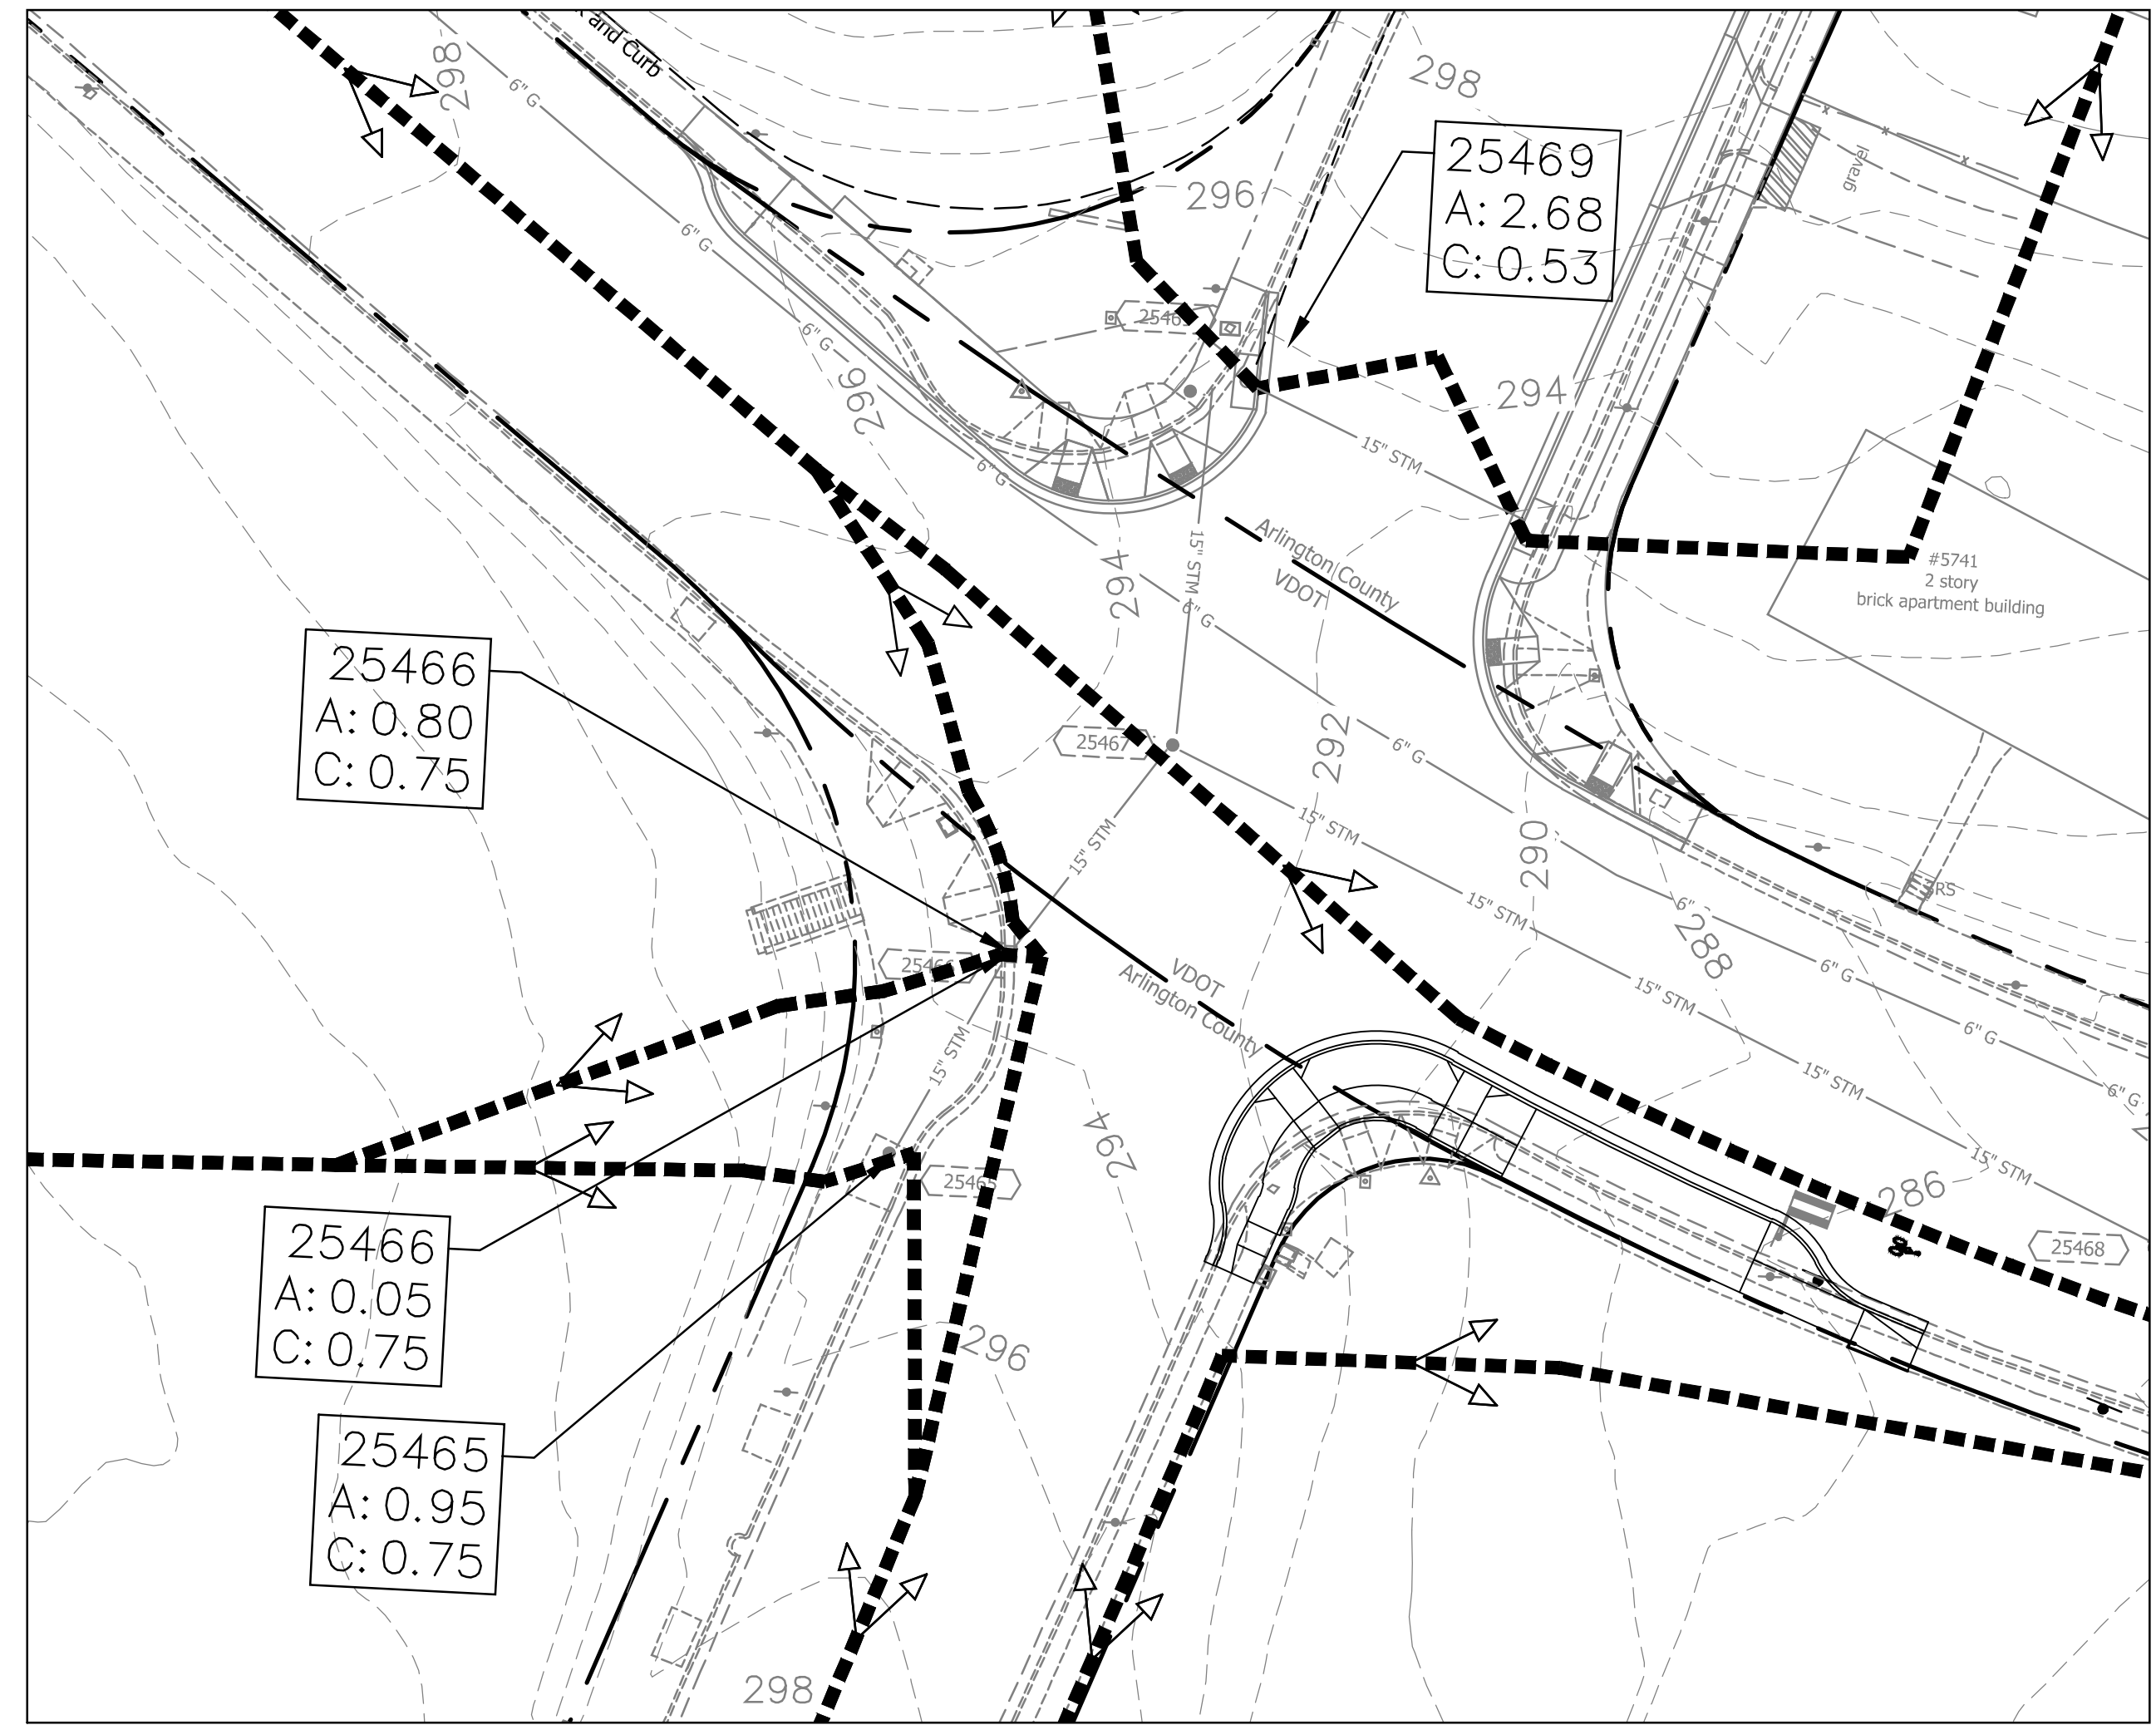 and Curb
298
6" G
298
25469
A: 2.68
C: 0.53
gravel
296
6" G
6" G
296
294
15" STM
6" G
15" STM
Arlington County
VDOT
#5741
2 story
brick apartment building
294
6" G
25466
A: 0.80
C: 0.75
25467
292
6" G
15" STM
15" STM
290
15" STM
6" G
288
SRS
VDOT
Arlington County
6" G
15" STM
6" G
15" STM
15" STM
6" G
294
15" STM
286
25468
25465
25466
A: 0.05
C: 0.75
296
25465
A: 0.95
C: 0.75
298